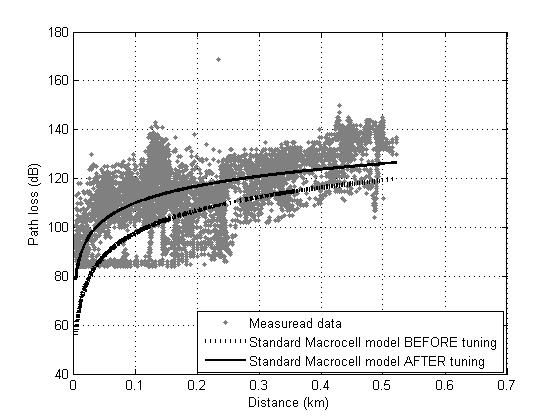 180
160
140
120
100
80
60
40
Path loss (dB)
Measuread data
Standard Macrocell model BEFORE tuning
Standard Macrocell model AFTER tuning
0 0.1 0.2 0.3 0.4 0.5 0.6 0.7
Distance (km)